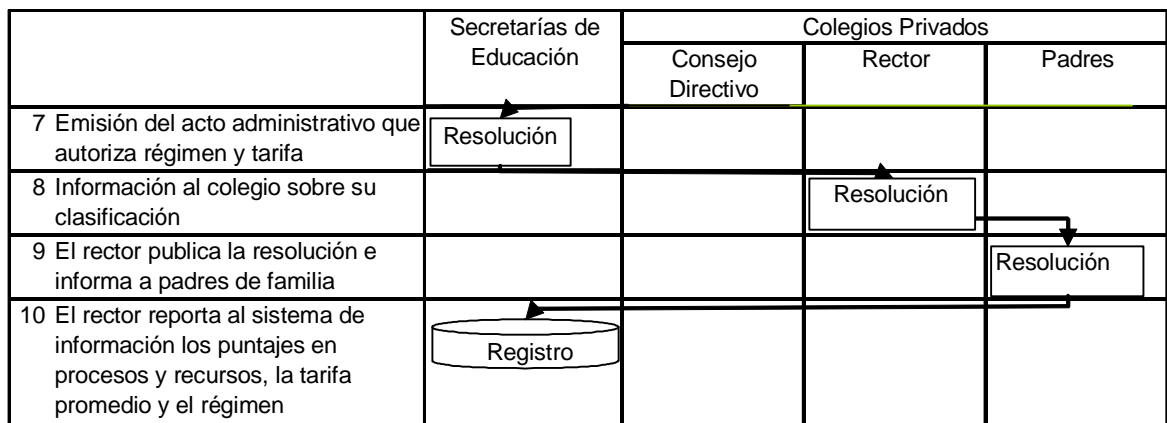 Secretarías de
Educación
Colegios Privados
Consejo
Directivo
Rector
Padres
7 Emisión del acto administrativo que
autoriza régimen y tarifa
Resolución
8 Información al colegio sobre su
clasificación
Resolución
9 El rector publica la resolución e
informa a padres de familia
Resolución
10 El rector reporta al sistema de
información los puntajes en
procesos y recursos, la tarifa
promedio y el régimen
Registro